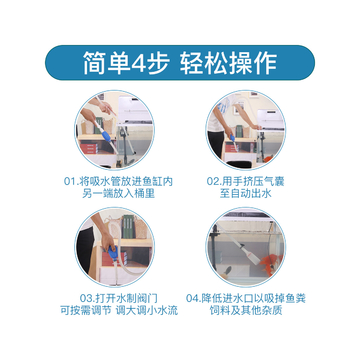 简单4步 轻松操作
01.将吸水管放进鱼缸内
另一端放入桶里
02.用手挤压气囊
至自动出水
03.打开水制阀门
可按需调节 调大调小水流
04.降低进水口以吸掉鱼粪
饲料及其他杂质